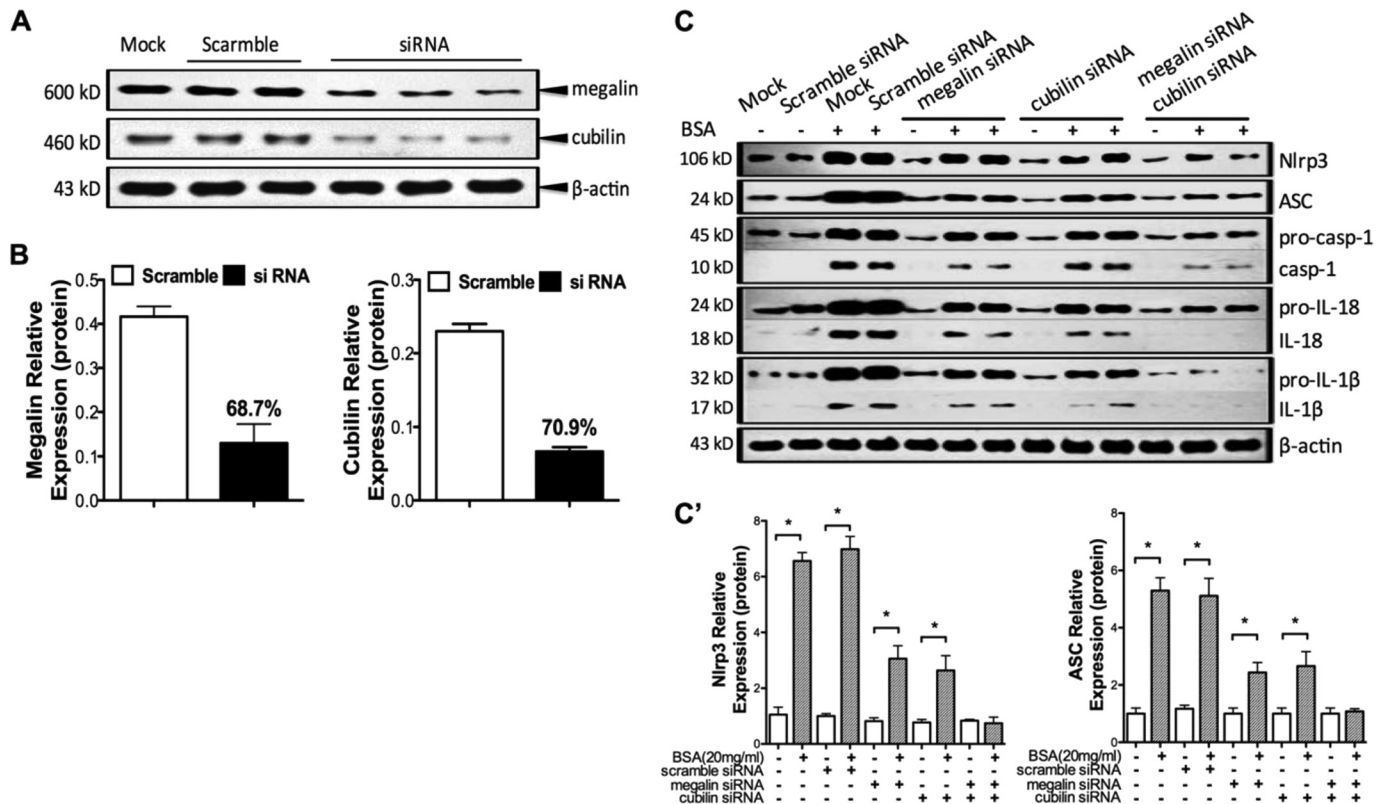 A
Mock Scarmble siRNA
600 kD megalin
460 kD cubilin
43 kD β-actin
B
Scramble si RNA
Megalin Relative
Expression (protein)
0.5
0.4
0.3
0.2
0.1
0.0
68.7%
Scramble si RNA
Cubilin Relative
Expression (protein)
0.3
0.2
0.1
0.0
70.9%
C
Mock Scramble siRNA Mock Scramble siRNA megalin siRNA cubilin siRNA megalin siRNA
cubilin siRNA
BSA - - + + - + + - + + - + +
106 kD Nlrp3
24 kD ASC
45 kD pro-casp-1
10 kD casp-1
24 kD pro-IL-18
18 kD IL-18
32 kD pro-IL-1β
17 kD IL-1β
43 kD β-actin
C'
Nlrp3 Relative
Expression (protein)
8
6
4
2
0
* * * *
BSA(20mg/ml) - + - + - + - + - +
scramble siRNA - - + + - - - - - -
megalin siRNA - - - - + + - - + +
cubilin siRNA - - - - - - + + + +
ASC Relative
Expression (protein)
8
6
4
2
0
* * * *
BSA(20mg/ml) - + - + - + - + - +
scramble siRNA - - + + - - - - - -
megalin siRNA - - - - + + - - + +
cubilin siRNA - - - - - - + + + +